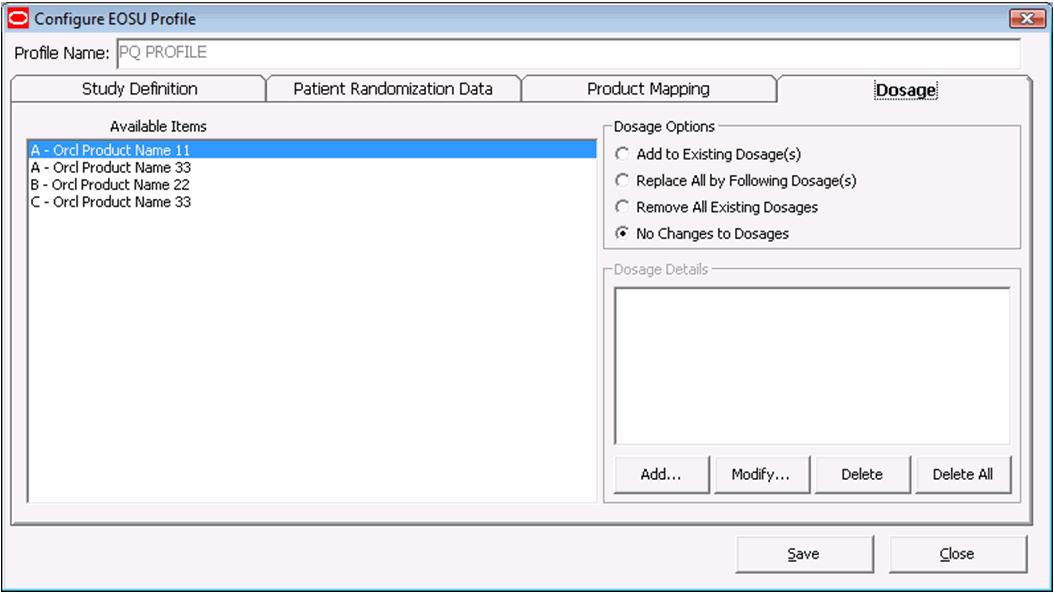 Configure EOSU Profile
Profile Name: PQ PROFILE
Study Definition
Patient Randomization Data
Product Mapping
Dosage
Available Items
A - Orcl Product Name 11
A - Orcl Product Name 33
B - Orcl Product Name 22
C - Orcl Product Name 33
Dosage Options
Add to Existing Dosage(s)
Replace All by Following Dosage(s)
Remove All Existing Dosages
No Changes to Dosages
Dosage Details
Add...
Modify...
Delete
Delete All
Save
Close